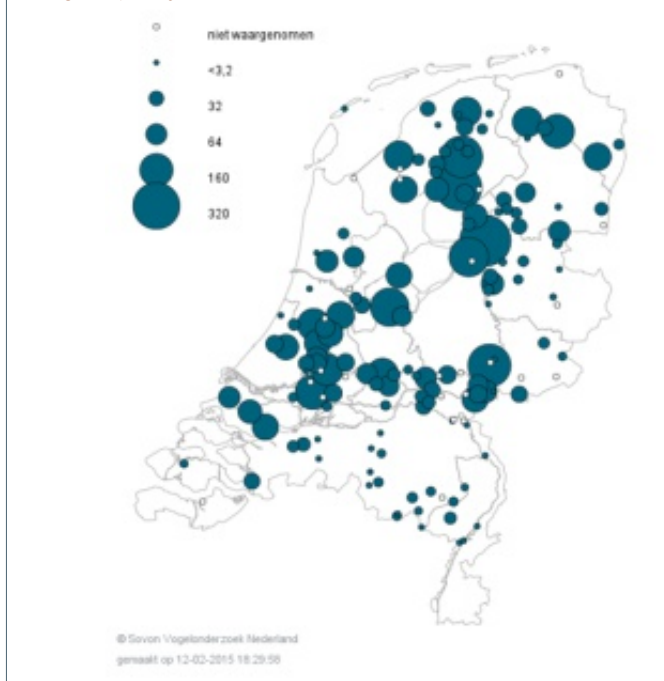 niet waargenomen
<3,2
32
64
160
320
© Sovon Vogelonderzoek Nederland
gemaakt op 12-02-2015 18:29:58